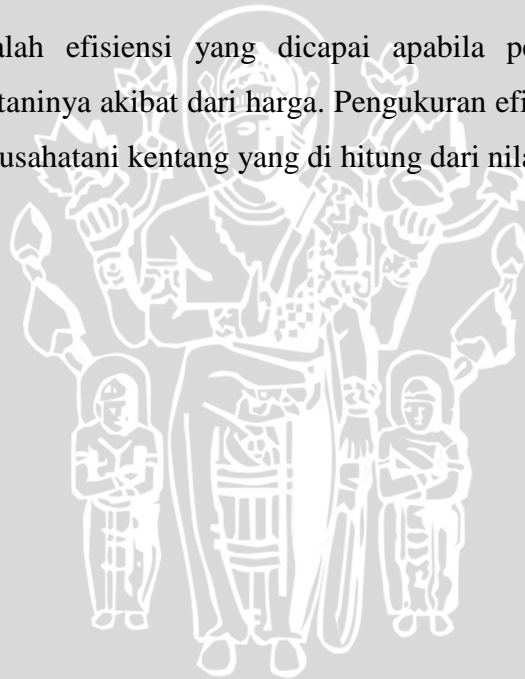 alah efisiensi yang dicapai apabila pe
taninya akibat dari harga. Pengukuran efi
usahatani kentang yang di hitung dari nila